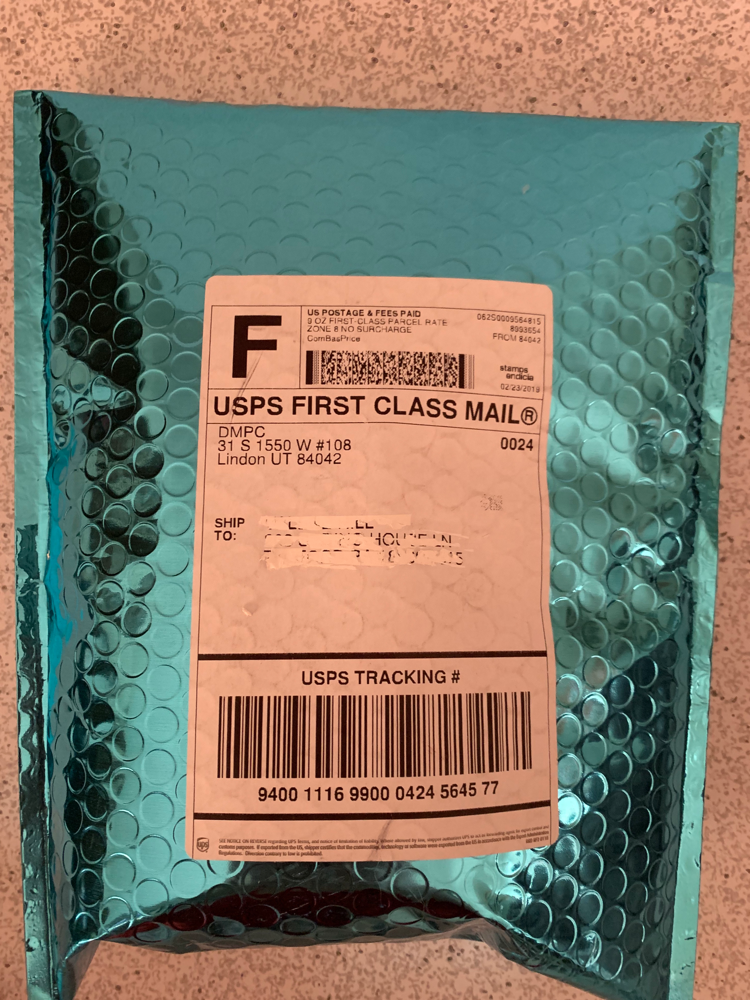 F
US POSTAGE & FEES PAID
9 OZ FIRST-CLASS PARCEL RATE
ZONE 8 NO SURCHARGE
ComBasPrice
062S0009564815
8093654
FROM 84042
stamps
endicia
02/23/2019
USPS FIRST CLASS MAIL®
DMPC
31 S 1550 W #108
Lindon UT 84042
0024
SHIP
TO:
USPS TRACKING #
9400 1116 9900 0424 5645 77
ups